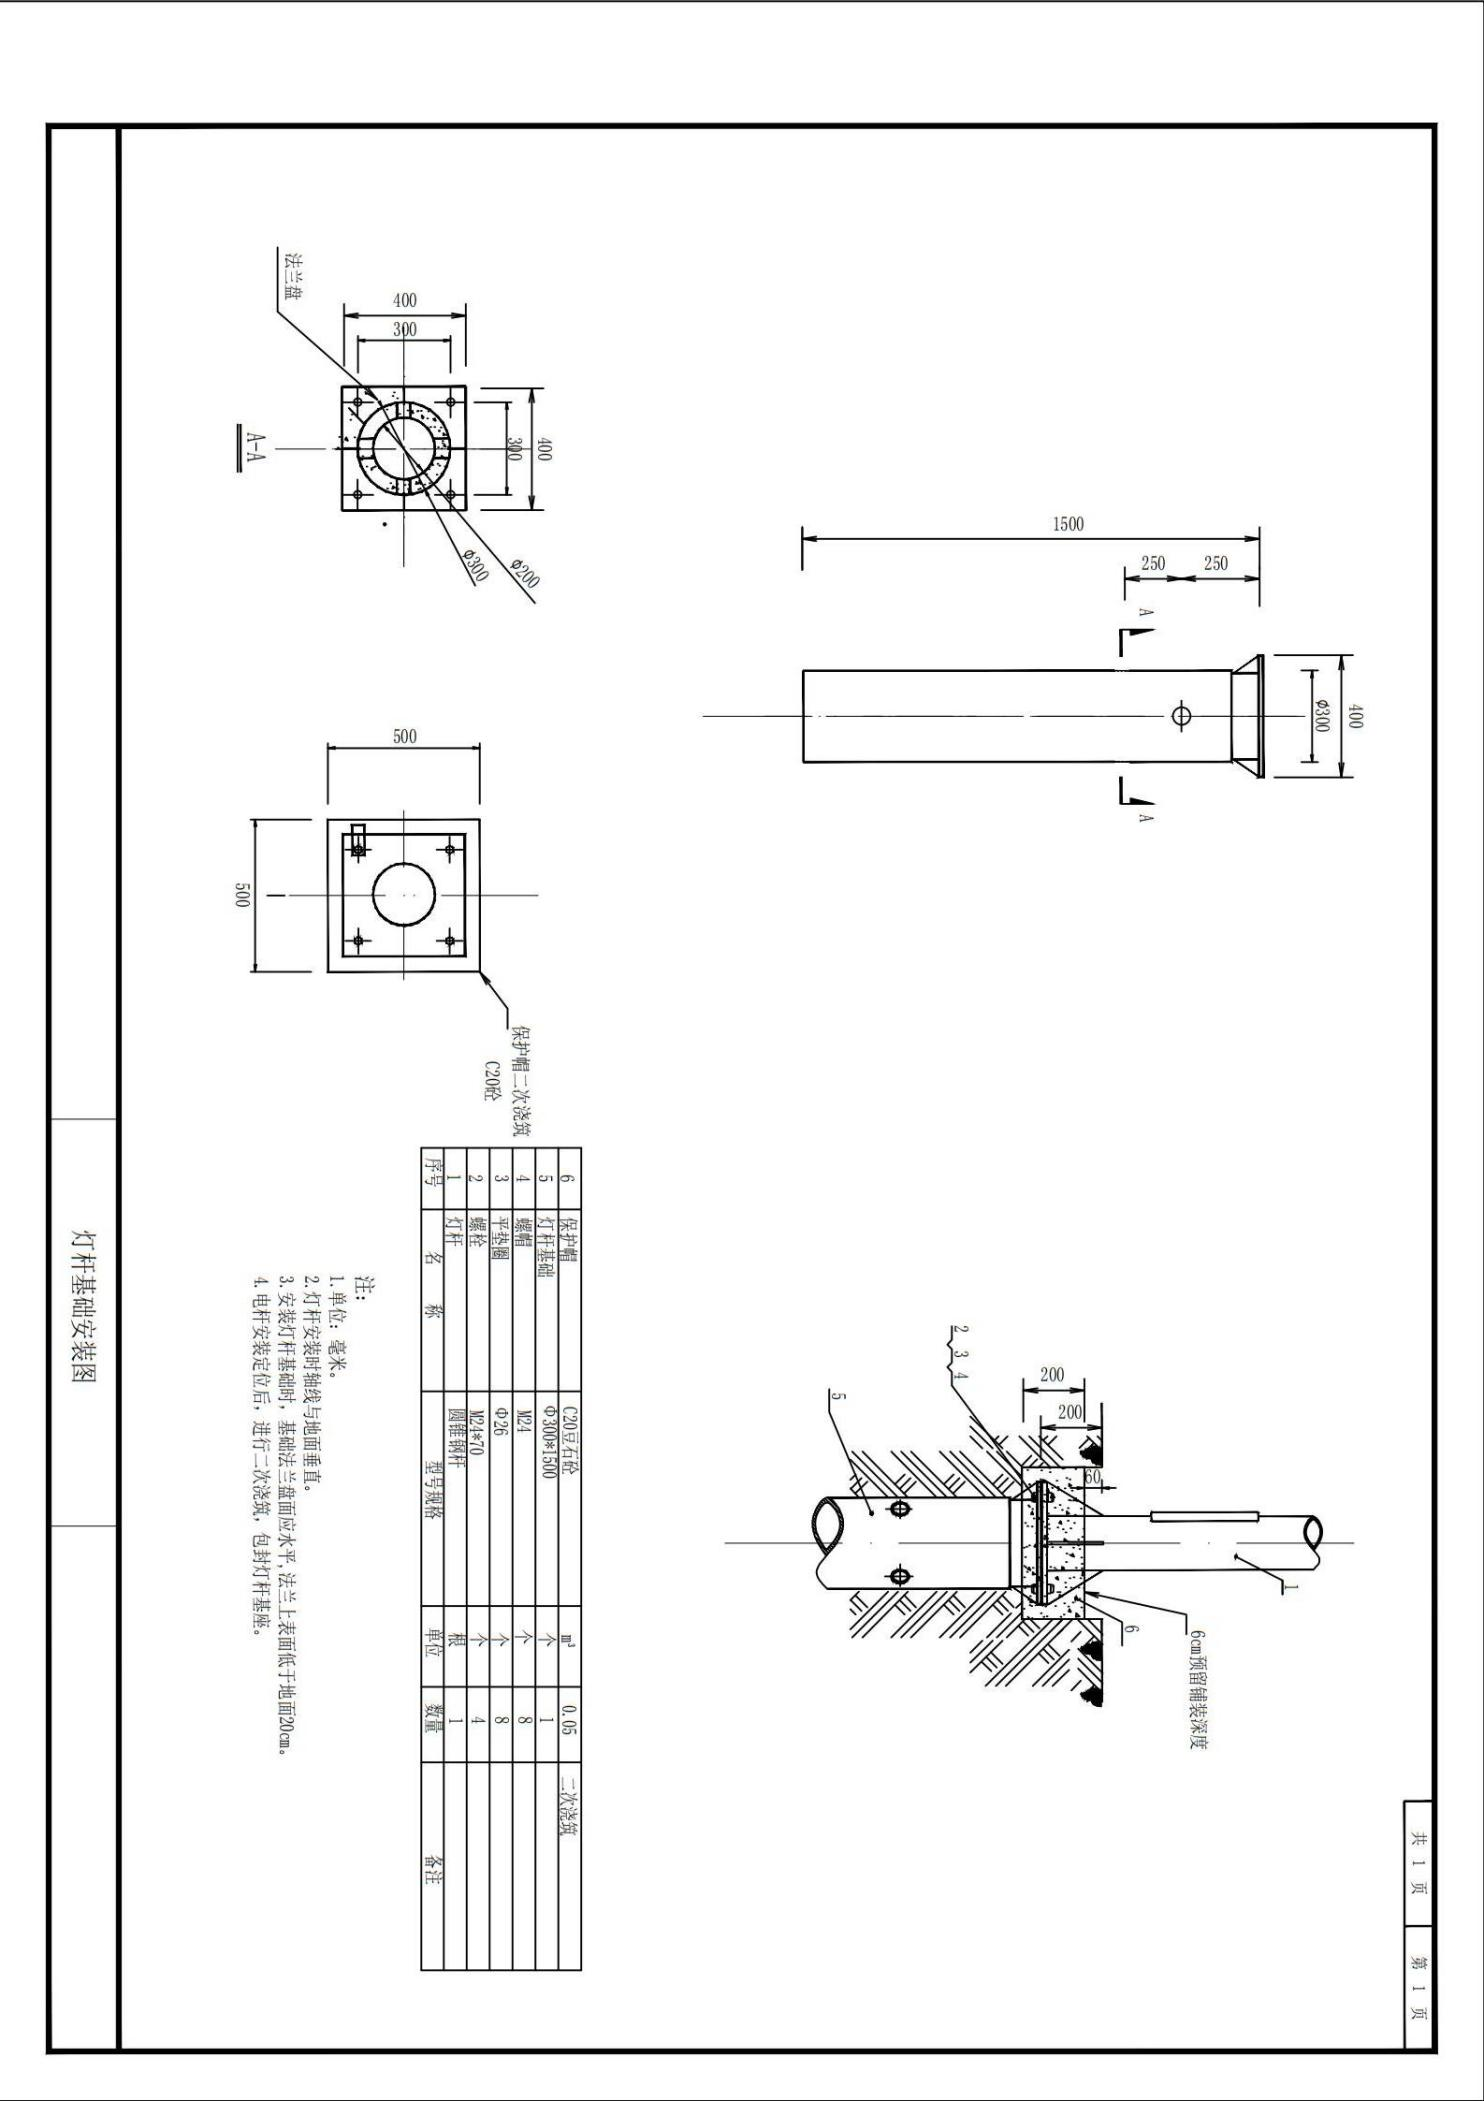 共 1 页 第 1 页
400
Φ300
1500
250
250
A
A
6cm预留铺装深度
1
6
200
200
60
2
3
4
5
400
300
400
300
Φ200
Φ300
法兰盘
A-A
500
500
保护帽二次浇筑
C20砼
6 保护帽 C20豆石砼 m³ 0.05 二次浇筑
5 灯杆基础 Φ300*1500 个 1
4 螺帽 M24 个 8
3 平垫圈 Φ26 个 8
2 螺栓 M24*70 个 4
1 灯杆 圆锥钢杆 根 1
序号 名 称 型号规格 单位 数量 备注
注:
1.单位: 毫米。
2.灯杆安装时轴线与地面垂直。
3.安装灯杆基础时, 基础法兰盘面应水平,法兰上表面低于地面20cm。
4.电杆安装定位后, 进行二次浇筑, 包封灯杆基座。
灯杆基础安装图